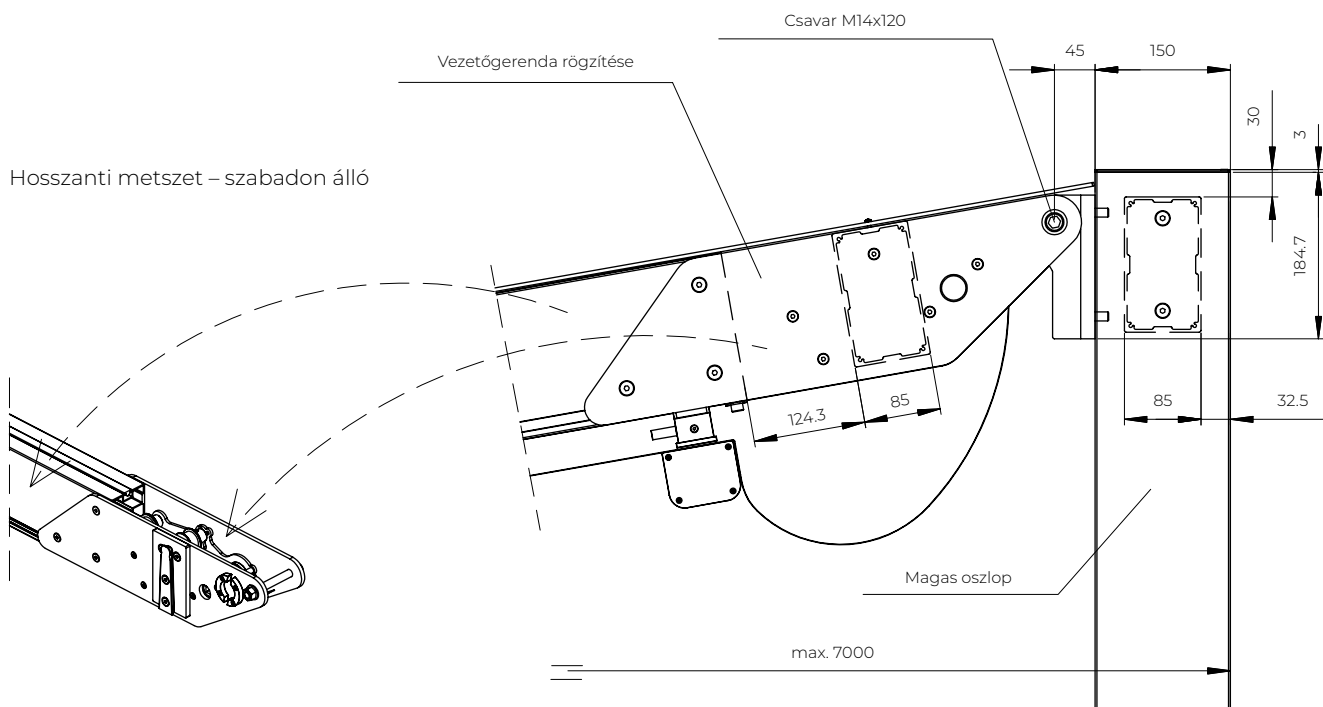 Csavar M14x120
45
150
Vezetőgerenda rögzítése
30
3
Hosszanti metszet – szabadon álló
184.7
124.3
85
85
32.5
Magas oszlop
max. 7000